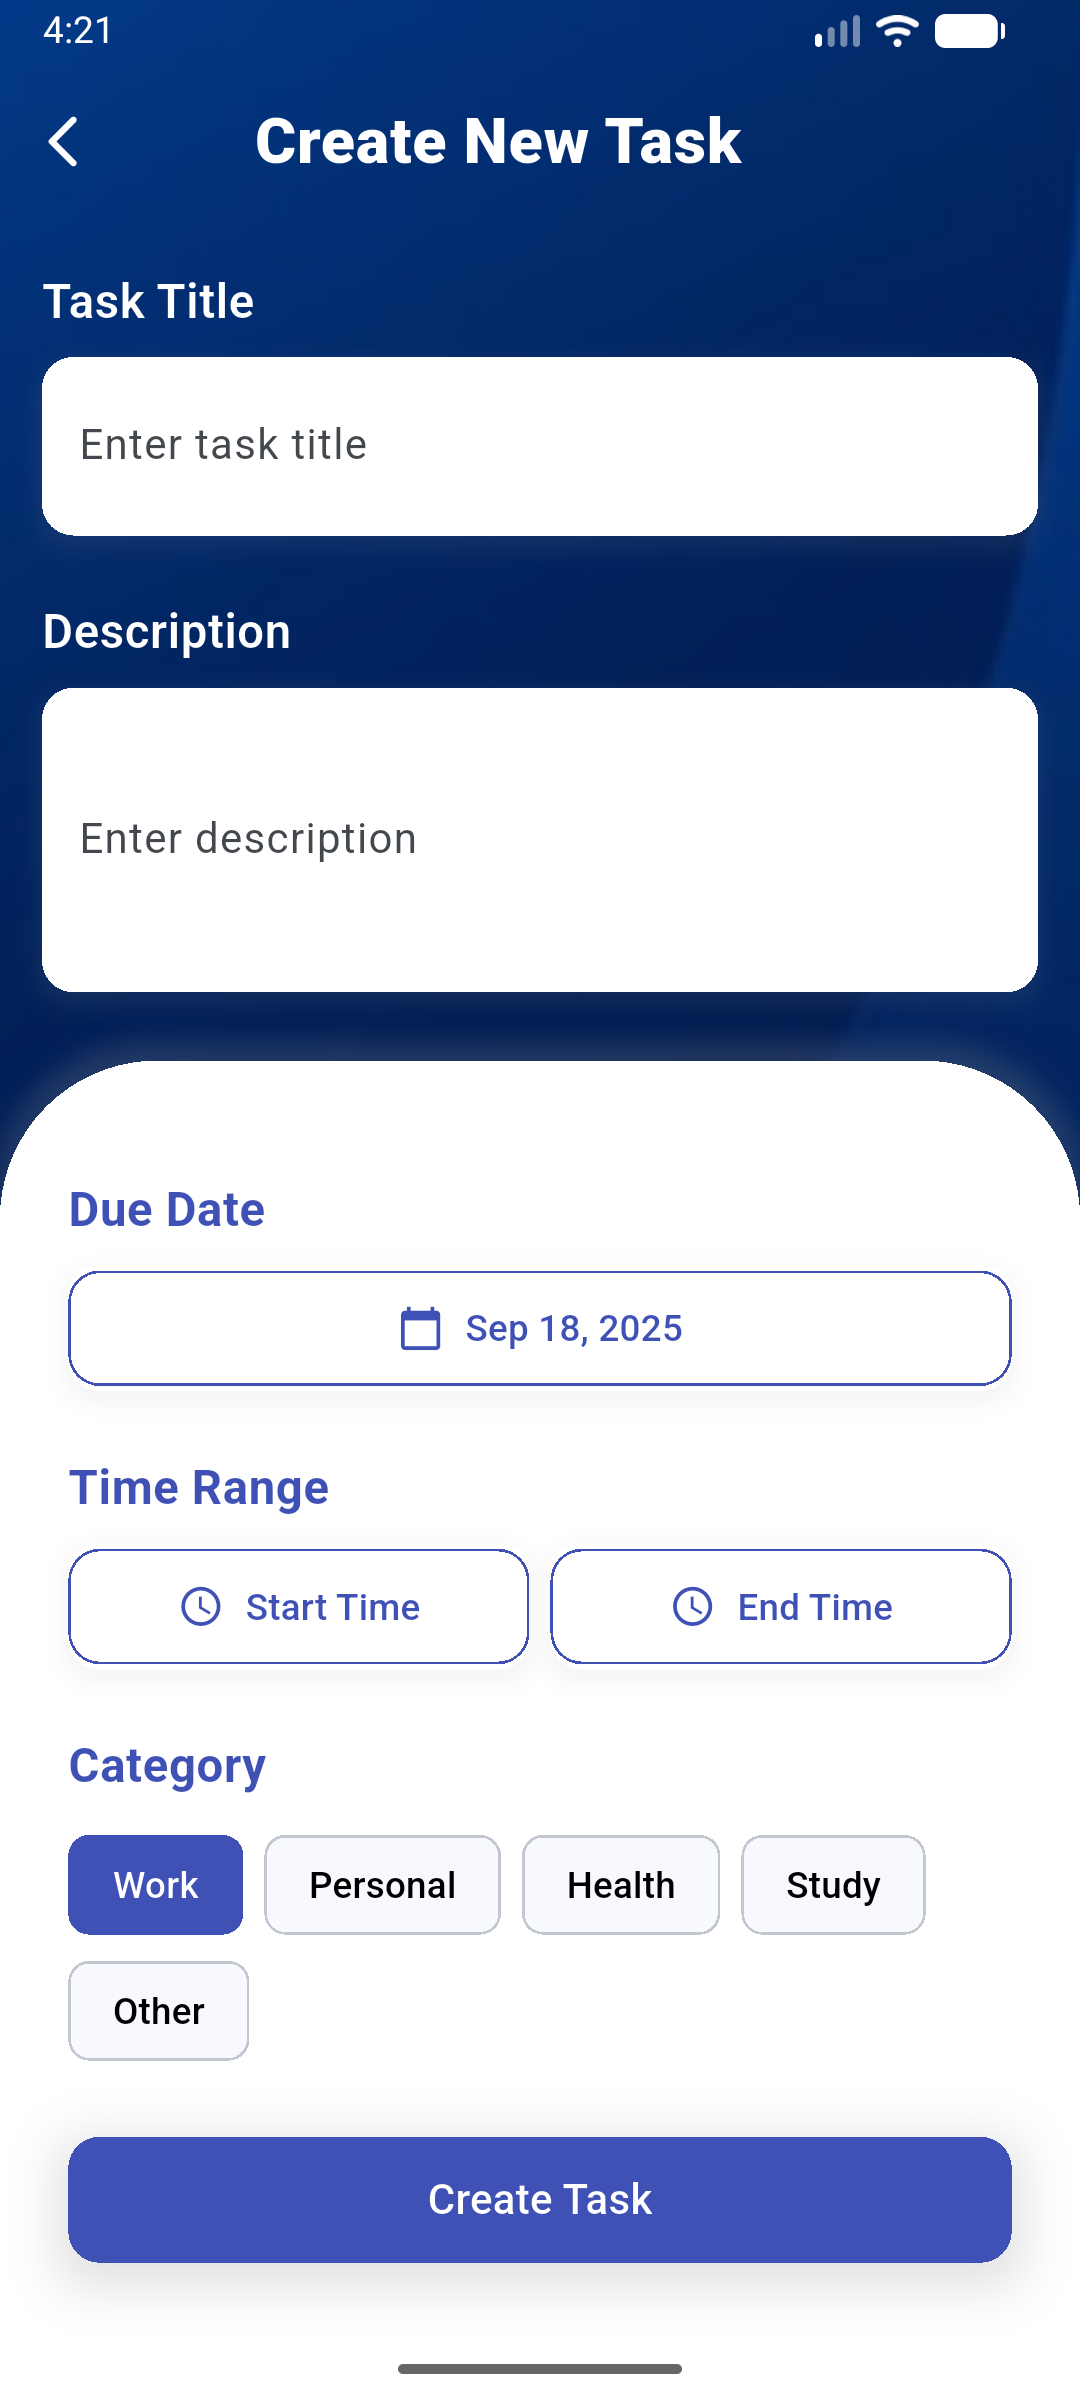 4:21
Create New Task
Task Title
Enter task title
Description
Enter description
Due Date
Sep 18, 2025
Time Range
Start Time End Time
Category
Work Personal Health Study
Other
Create Task